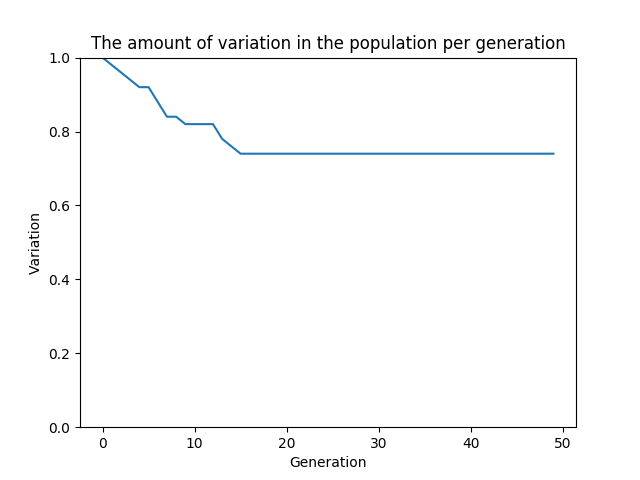 The amount of variation in the population per generation
1.0
0.8
0.6
0.4
0.2
0.0
Variation
0 10 20 30 40 50
Generation